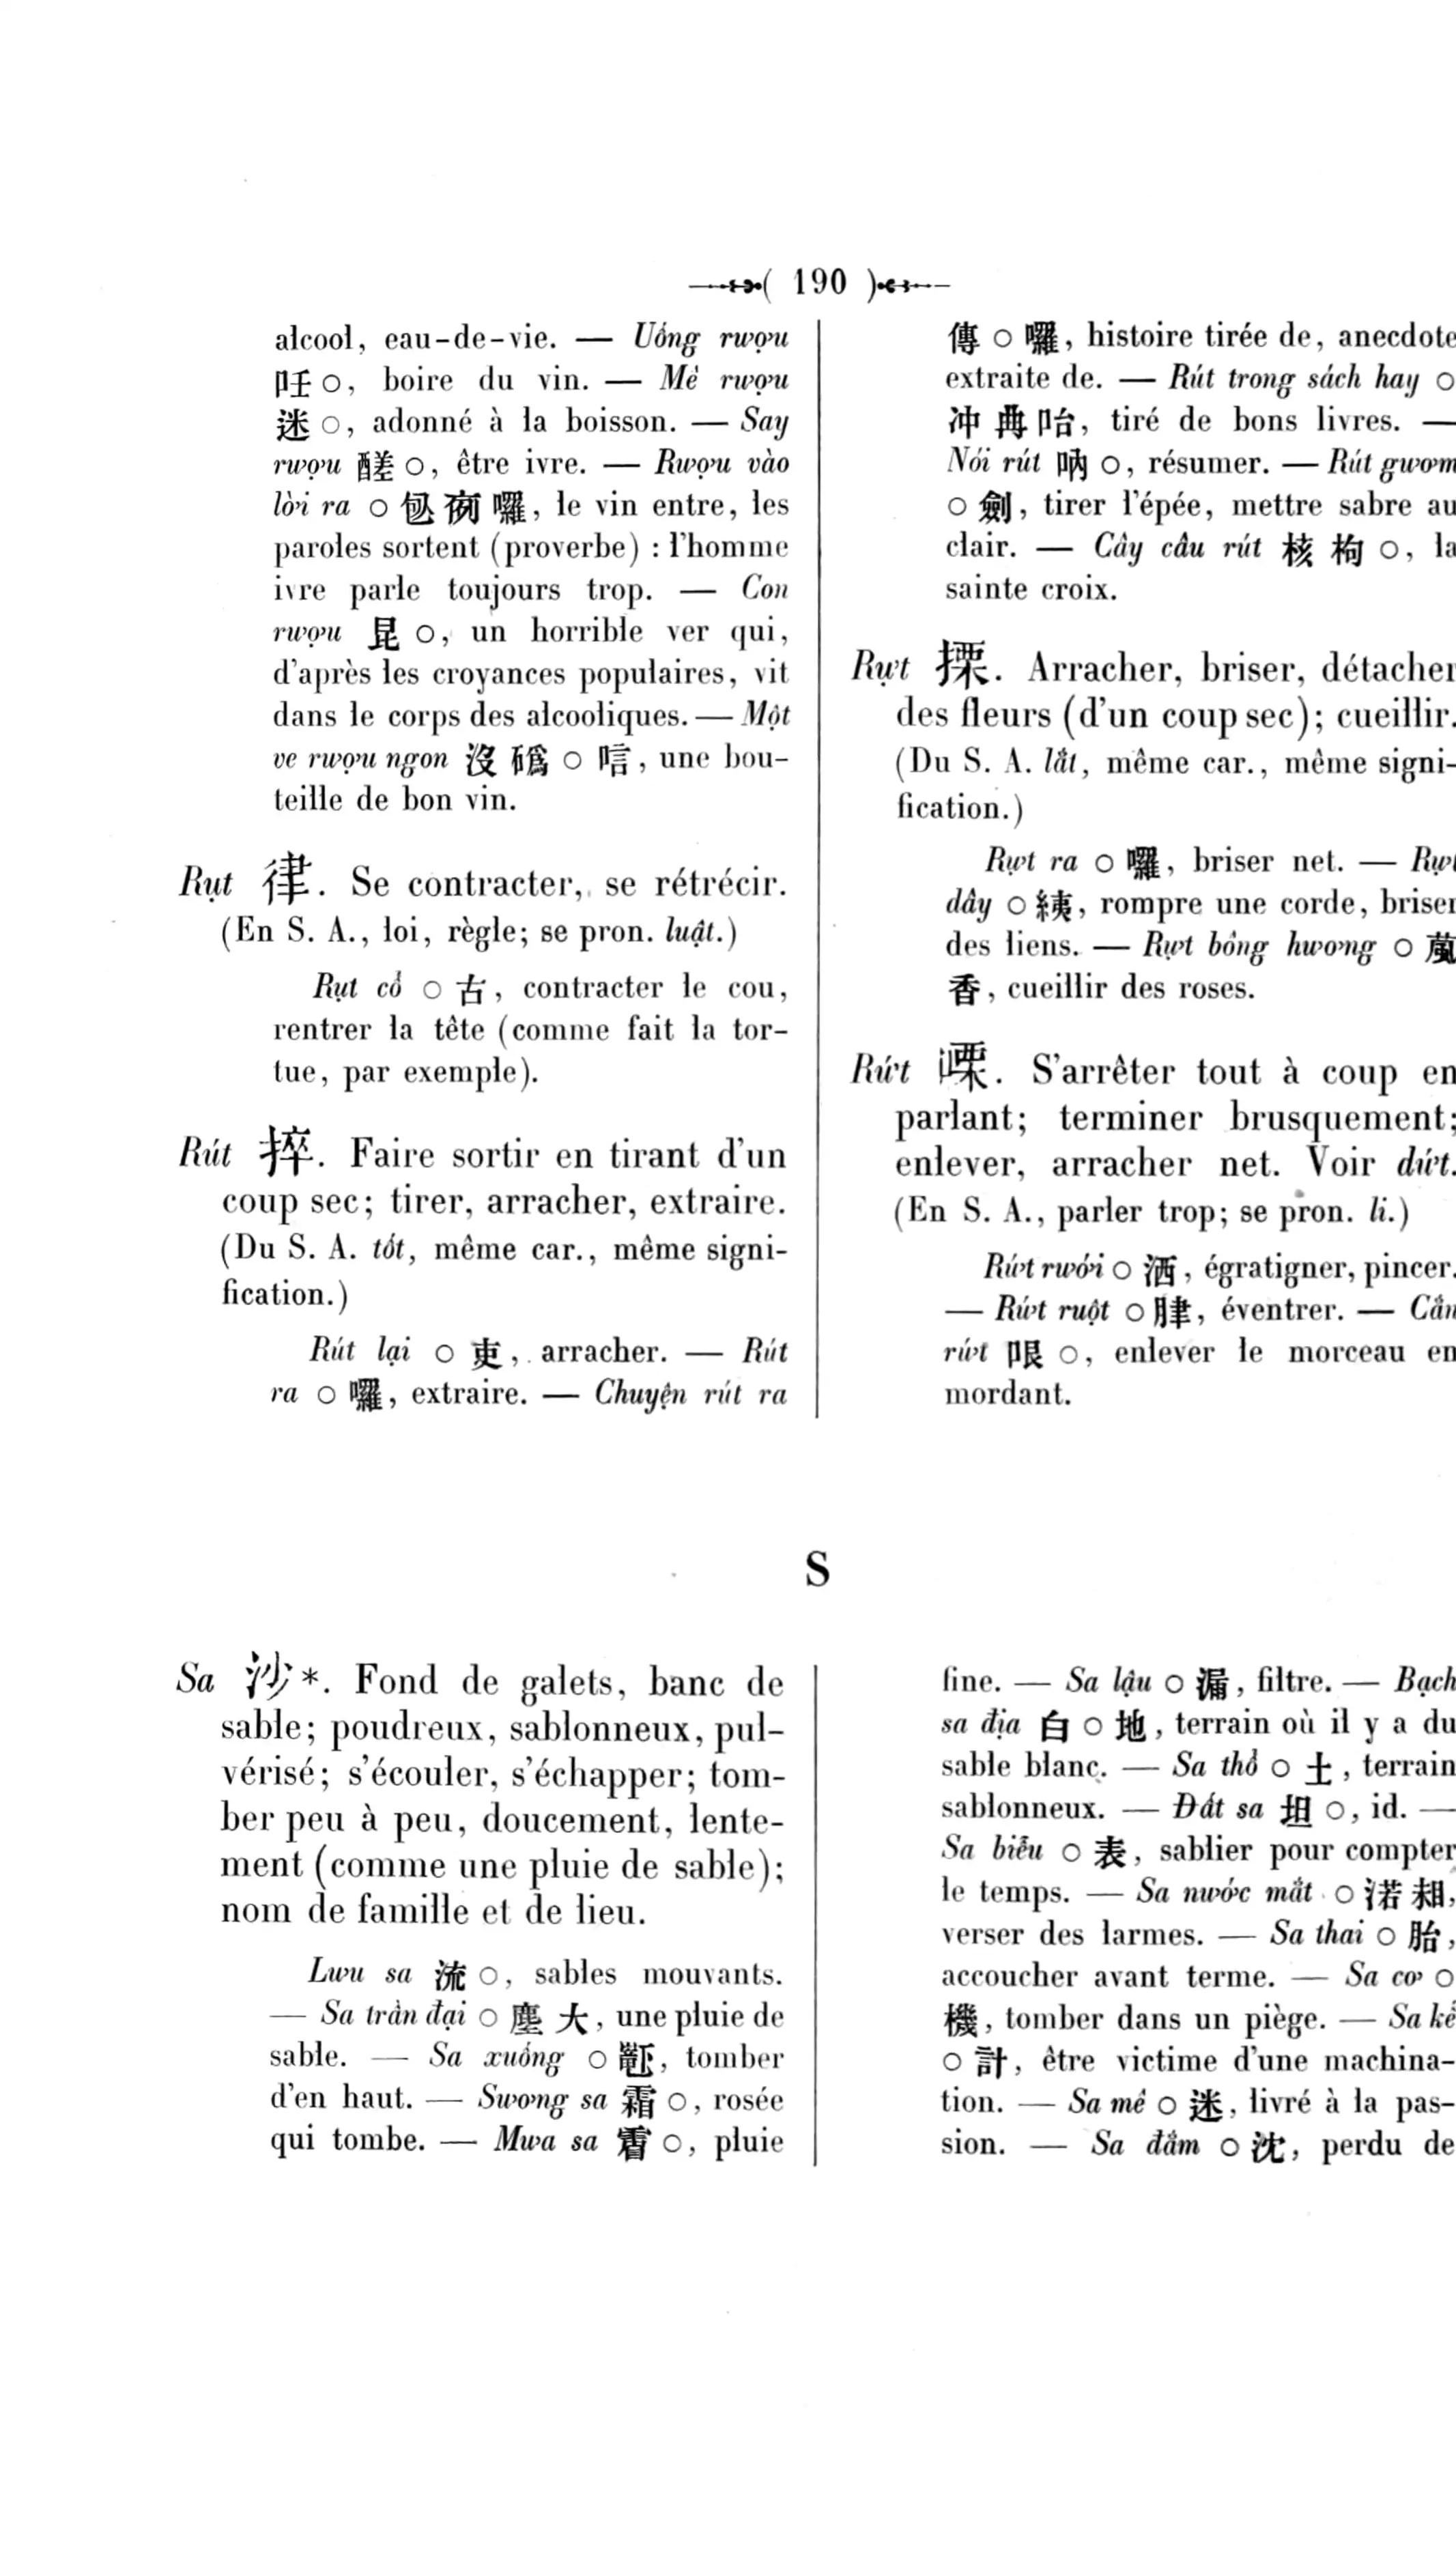 ( 190 )
alcool, eau-de-vie. — Uống rượu
咞 ○, boire du vin. — Mê rượu
迷 ○, adonné à la boisson. — Say
rượu 醝 ○, être ivre. — Rượu vào
lời ra ○ 㕸 囉, le vin entre, les
paroles sortent (proverbe) : l'homme
ivre parle toujours trop. — Con
rượu 昆 ○, un horrible ver qui,
d'après les croyances populaires, vit
dans le corps des alcooliques. — Một
ve rượu ngon 沒 碼 ○ 唁, une bou-
teille de bon vin.
Rụt 律. Se contracter, se rétrécir.
(En S. A., loi, règle; se pron. luật.)
Rụt cổ ○ 古, contracter le cou,
rentrer la tête (comme fait la tor-
tue, par exemple).
Rút 捽. Faire sortir en tirant d'un
coup sec; tirer, arracher, extraire.
(Du S. A. tốt, même car., même signi-
fication.)
Rút lại ○ 吏, arracher. — Rút
ra ○ 囉, extraire. — Chuyện rút ra
傳 ○ 囉, histoire tirée de, anecdote
extraite de. — Rút trong sách hay ○
冲 冊 咍, tiré de bons livres. —
Nói rút 吶 ○, résumer. — Rút gươm
○ 劍, tirer l'épée, mettre sabre au
clair. — Cây câu rút 核 枸 ○, la
sainte croix.
Rựt 搮. Arracher, briser, détacher
des fleurs (d'un coup sec); cueillir.
(Du S. A. lắt, même car., même signi-
fication.)
Rựt ra ○ 囉, briser net. — Rựt
dây ○ 銕, rompre une corde, briser
des liens. — Rựt bông hương ○
香, cueillir des roses.
Rứt 㗚. S'arrêter tout à coup en
parlant; terminer brusquement;
enlever, arracher net. Voir dứt.
(En S. A., parler trop; se pron. li.)
Rứt rưới ○ 洒, égratigner, pincer.
— Rứt ruột ○ 䏮, éventrer. — Cắn
rứt 哏 ○, enlever le morceau en
mordant.
S
Sa 沙 *. Fond de galets, banc de
sable; poudreux, sablonneux, pul-
vérisé; s'écouler, s'échapper; tom-
ber peu à peu, doucement, lente-
ment (comme une pluie de sable);
nom de famille et de lieu.
Lưu sa 流 ○, sables mouvants.
— Sa trần đại ○ 塵 大, une pluie de
sable. — Sa xuống ○, tomber
d'en haut. — Sương sa 霜 ○, rosée
qui tombe. — Mưa sa ○, pluie
fine. — Sa lậu ○ 漏, filtre. — Bạch
sa địa 白 ○ 地, terrain où il y a du
sable blanc. — Sa thổ ○ 土, terrain
sablonneux. — Đất sa 坦 ○, id. —
Sa biểu ○ 表, sablier pour compter
le temps. — Sa nước mắt ○ 渃 眜,
verser des larmes. — Sa thai ○ 胎,
accoucher avant terme. — Sa cơ ○
機, tomber dans un piège. — Sa kế
○ 計, être victime d'une machina-
tion. — Sa mê ○ 迷, livré à la pas-
sion. — Sa đắm ○ 沈, perdu de